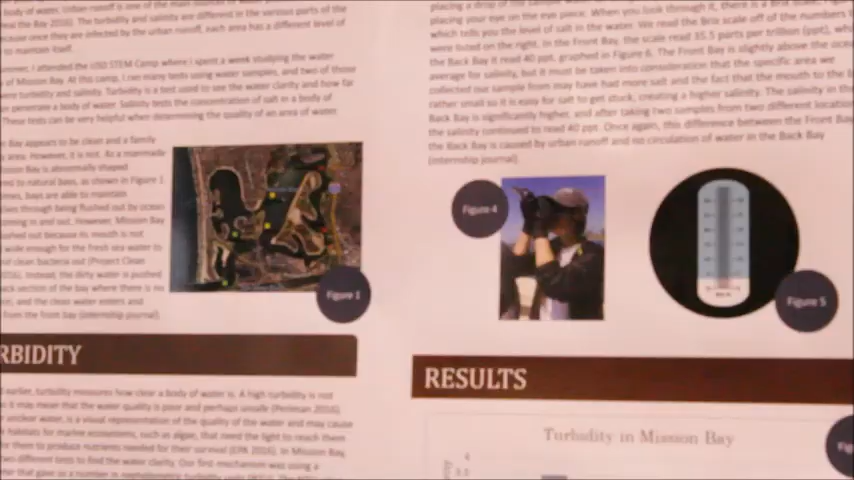 body of water. Urban runoff is one of the main
the Bay 2016). The turbidity and salinity are different in the various parts of the
because once they are infected by the urban runoff, each area has a different level of
to maintain itself.
I attended the USD STEM Camp where I spent a week studying the water
of Mission Bay. At this camp, I ran many tests using water samples, and two of those
were turbidity and salinity. Turbidity is a test used to see the water clarity and how far
can penetrate a body of water. Salinity tests the concentration of salt in a body of
These tests can be very helpful when determining the quality of an area of water.
Bay appears to be clean and a family
area. However, it is not. As a manmade
Mission Bay is abnormally shaped
to natural bays, as shown in Figure 1
bays are able to maintain
through being flushed out by ocean
coming in and out. However, Mission Bay
flushed out because its mouth is not
wide enough for the fresh sea water to
clean bacteria out (Project Clean
2016). Instead, the dirty water is pushed
back section of the bay where there is no
and the clean water enters and
from the front bay (internship journal).
Figure 1
RBIDITY
earlier, turbidity measures how clear a body of water is. A high turbidity is not
it may mean that the water quality is poor and perhaps unsafe (Perlman 2016).
unclear water, is a visual representation of the quality of the water and may cause
habitats for marine ecosystems, such as algae, that need the light to reach them
for them to produce nutrients needed for their survival (EPA 2016). In Mission Bay,
two different tests to find the water clarity. Our first mechanism was using a
that gave us a number in nephelometric turbidity units
placing a drop of the sample
placing your eye on the eye piece. When you look through it, there is a Brix scale
which tells you the level of salt in the water. We read the Brix scale off of the numbers
were listed on the right. In the Front Bay, the scale read 35.5 parts per trillion (ppt),
the Back Bay it read 40 ppt, graphed in Figure 6. The Front Bay is slightly above the
average for salinity, but it must be taken into consideration that the specific area we
collected our sample from may have had more salt and the fact that the mouth to the
rather small so it is easy for salt to get stuck, creating a higher salinity. The salinity in the
Back Bay is significantly higher, and after taking two samples from two different locations
the salinity continued to read 40 ppt. Once again, this difference between the Front Bay
the Back Bay is caused by urban runoff and no circulation of water in the Back Bay
(internship journal).
Figure 4
Figure 5
RESULTS
Turbidity in Mission Bay
4
3.5
Fig